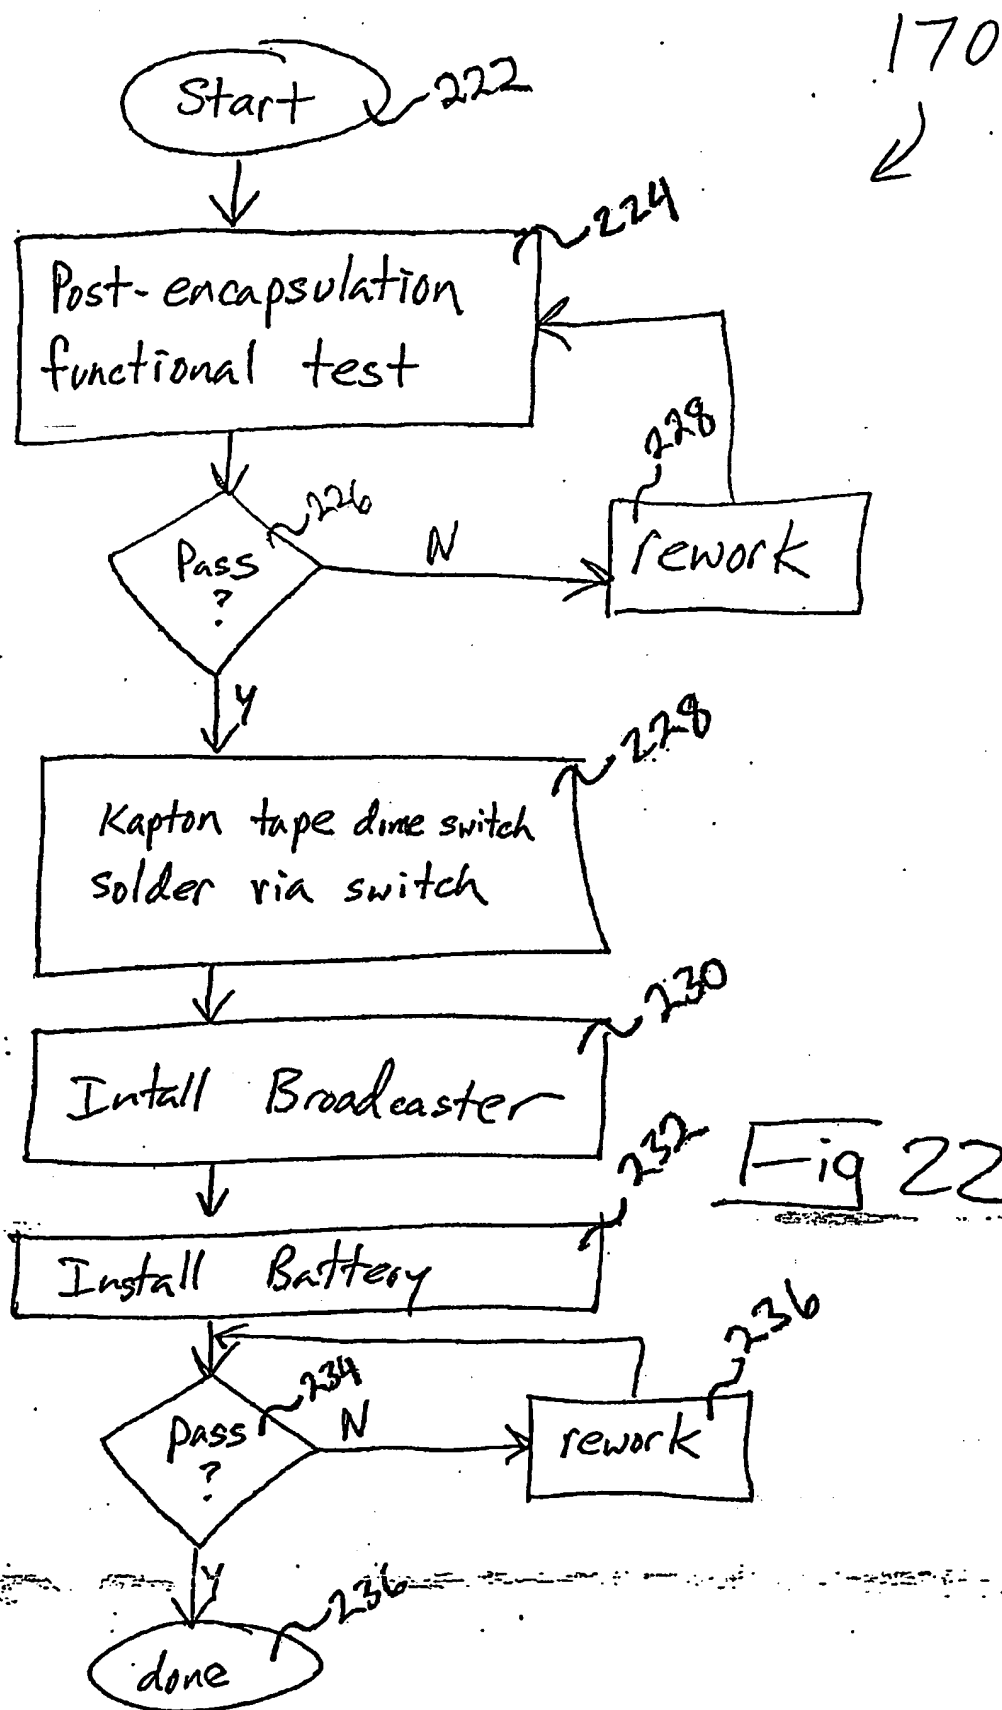 170
Start
222
224
Post-encapsulation
functional test
228
rework
226
Pass
?
N
Y
228
Kapton tape dome switch
solder via switch
230
Intall Broadcaster
232
Fig 22
Install Battery
236
rework
234
pass
?
N
Y
236
done